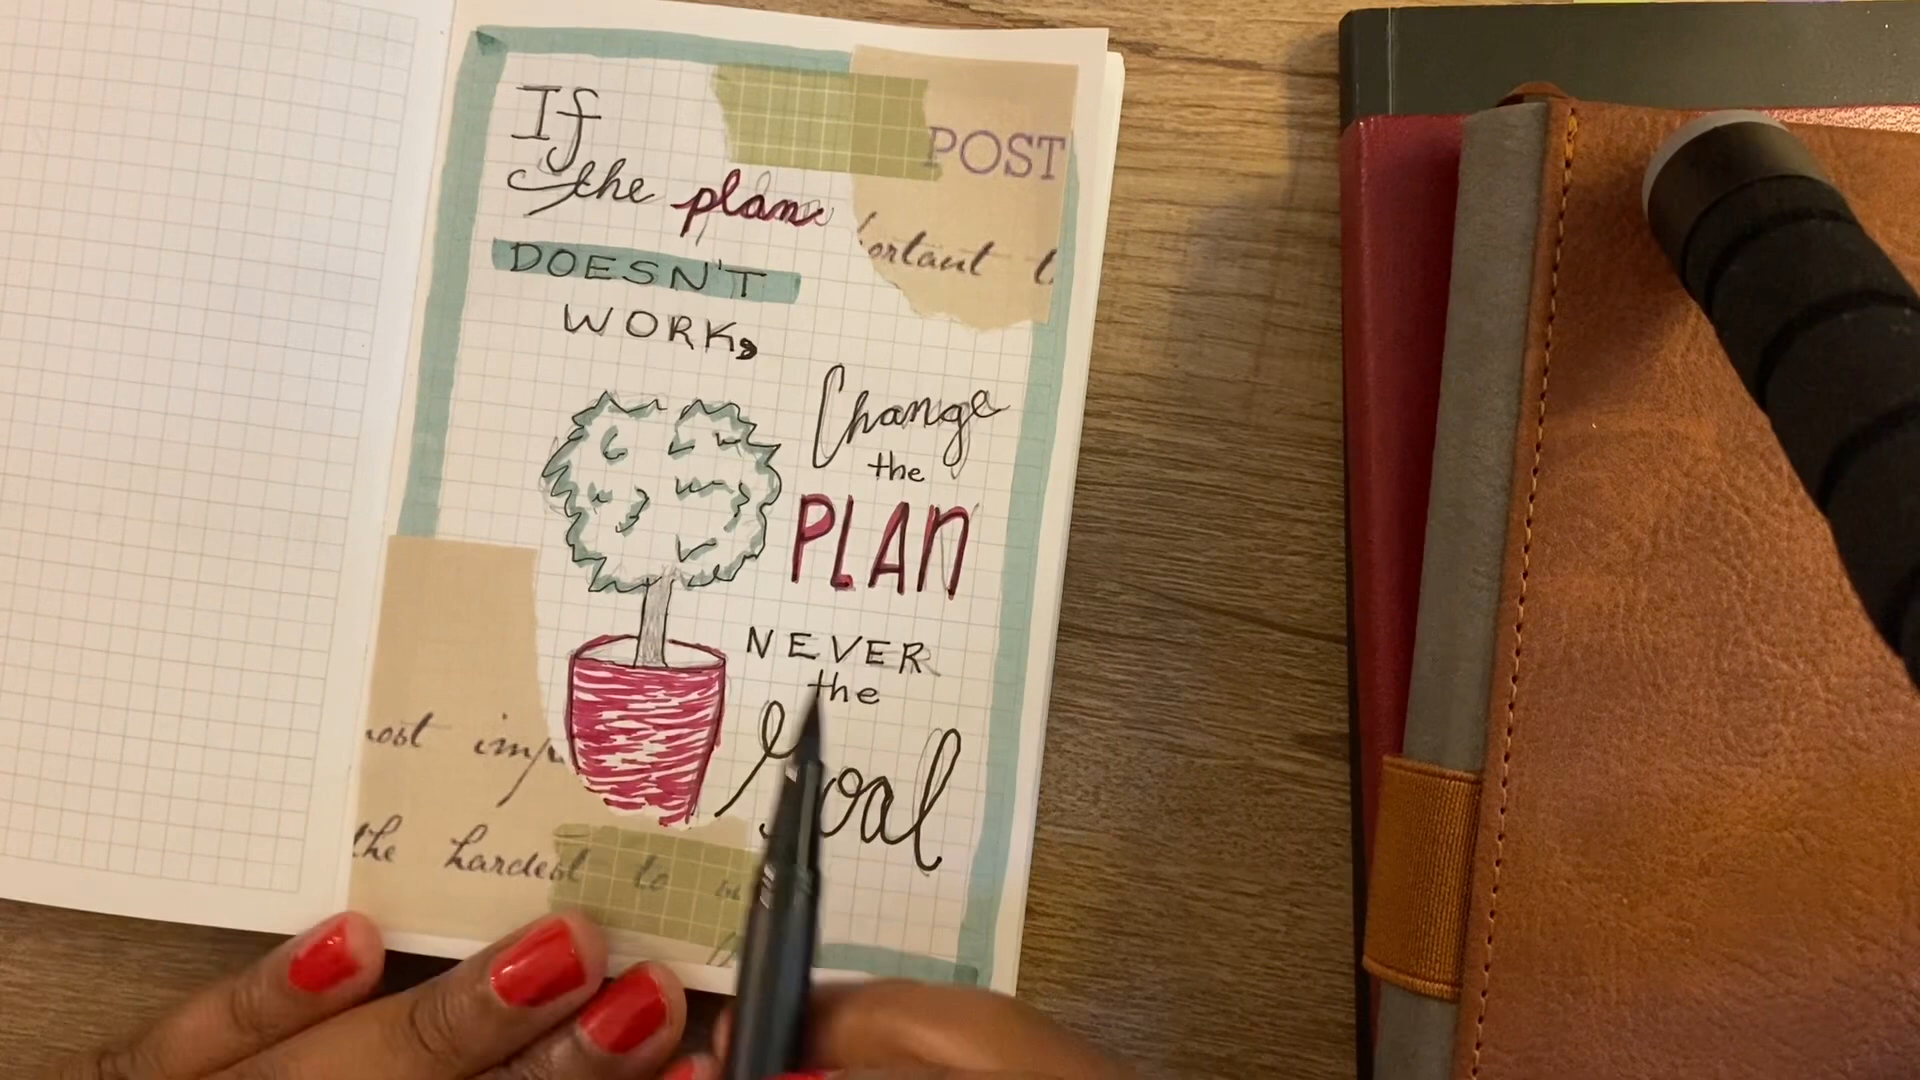 If
the plan
DOESN'T
WORK,
Change
the
PLAN
NEVER
the
Goal
POST
ortant t
ost imp
the hardest to